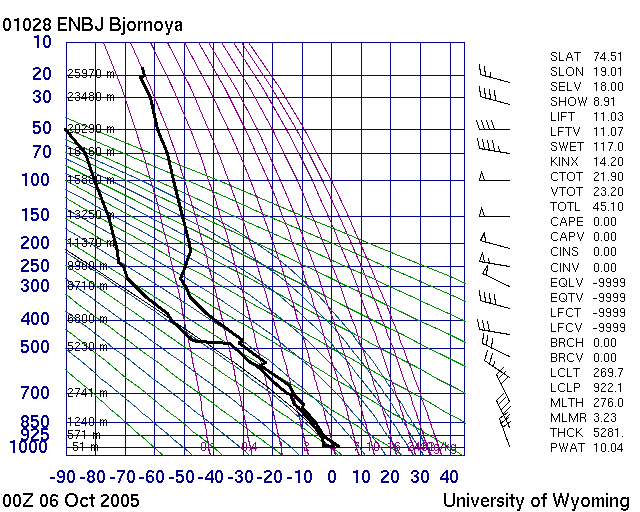 01028 ENBJ Bjornoya
10
20 25970 m
30 23480 m
50 20290 m
70
100
150 13250 m
200 11370 m
250
300
400 6800 m
500 5230 m
700 2741 m
850 1240 m
925 571 m
1000 51 m
-90 -80 -70 -60 -50 -40 -30 -20 -10 0 10 20 30 40
00Z 06 Oct 2005
University of Wyoming
SLAT 74.51
SLON 19.01
SELV 18.00
SHOW 8.91
LIFT 11.03
LFTV 11.07
SWET 117.0
KINX 14.20
CTOT 21.90
VTOT 23.20
TOTL 45.10
CAPE 0.00
CAPV 0.00
CINS 0.00
CINV 0.00
EQLV -9999
EQTV -9999
LFCT -9999
LFCV -9999
BRCH 0.00
BRCV 0.00
LCLT 269.7
LCLP 922.1
MLTH 276.0
MLMR 3.23
THCK 5281.
PWAT 10.04